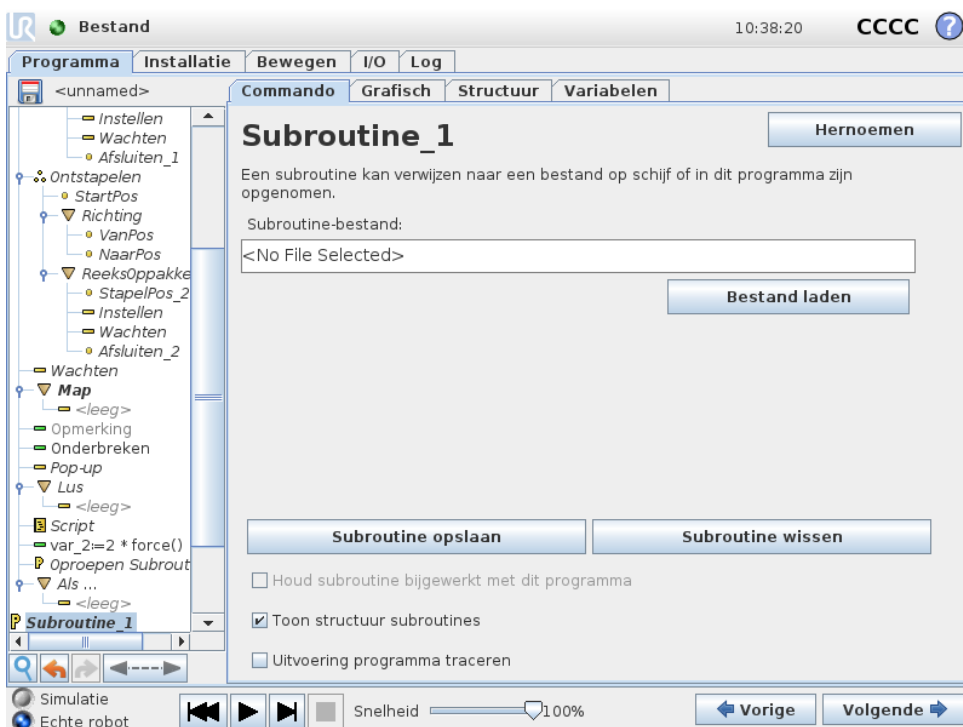 UR Bestand 10:38:20 CCCC ?
Programma Installatie Bewegen I/O Log
<unnamed>
Commando Grafisch Structuur Variabelen
Instellen
Wachten
Afsluiten_1
Ontstapelen
StartPos
Richting
VanPos
NaarPos
ReeksOppakke
StapelPos_2
Instellen
Wachten
Afsluiten_2
Wachten
Map
<leeg>
Opmerking
Onderbreken
Pop-up
Lus
<leeg>
Script
var_2:=2 * force()
P Oproepen Subrout
Als ...
<leeg>
P Subroutine_1
Subroutine_1
Hernoemen
Een subroutine kan verwijzen naar een bestand op schijf of in dit programma zijn
opgenomen.
Subroutine-bestand:
<No File Selected>
Bestand laden
Subroutine opslaan Subroutine wissen
Houd subroutine bijgewerkt met dit programma
Toon structuur subroutines
Uitvoering programma traceren
Simulatie
Echte robot
Snelheid 100%
Vorige Volgende